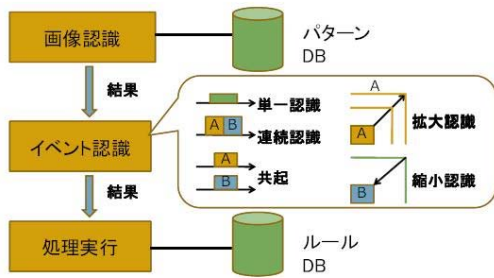 画像認識
パターン
DB
結果
単一認識
A B
連続認識
A
B
共起
A
A
拡大認識
B
縮小認識
イベント認識
結果
処理実行
ルール
DB